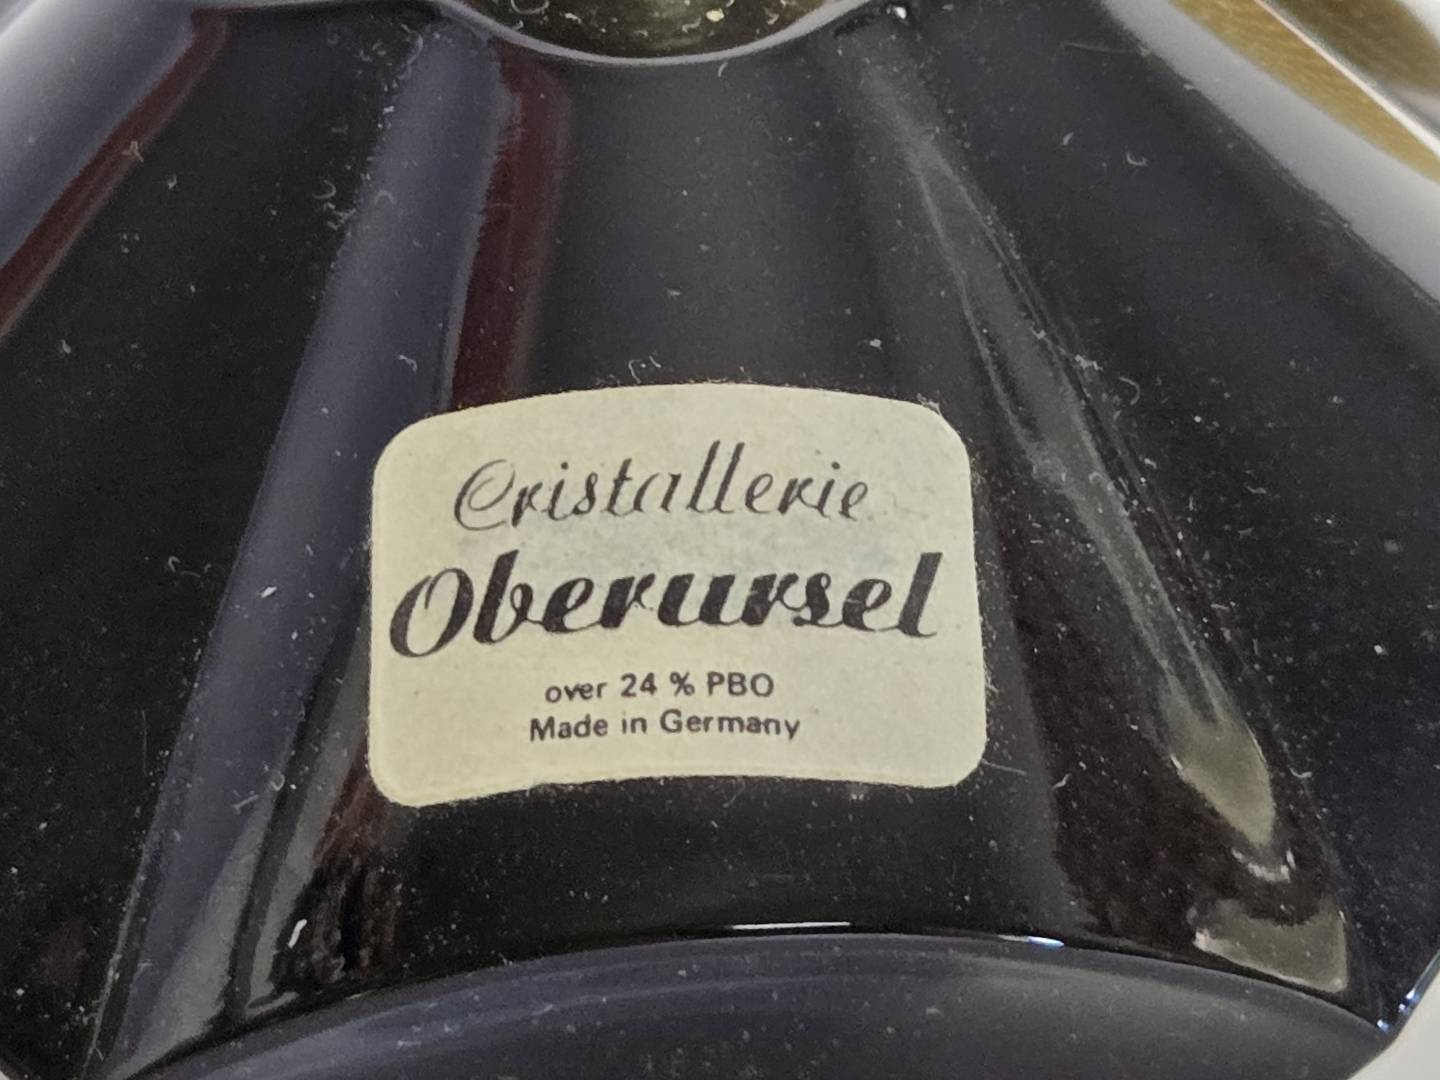 Cristallerie
Oberursel
over 24 % PBO
Made in Germany